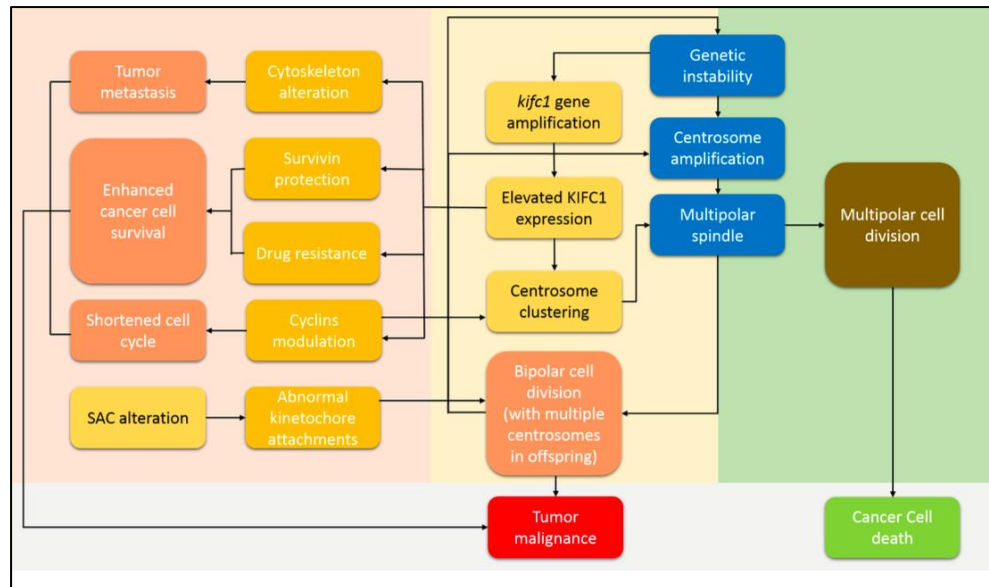 Tumor
metastasis
Cytoskeleton
alteration
Genetic
instability
kifc1 gene
amplification
Centrosome
amplification
Enhanced
cancer cell
survival
Survivin
protection
Elevated KIFC1
expression
Multipolar
spindle
Multipolar cell
division
Drug resistance
Centrosome
clustering
Shortened cell
cycle
Cyclins
modulation
SAC alteration
Abnormal
kinetochore
attachments
Bipolar cell
division
(with multiple
centrosomes
in offspring)
Tumor
malignance
Cancer Cell
death